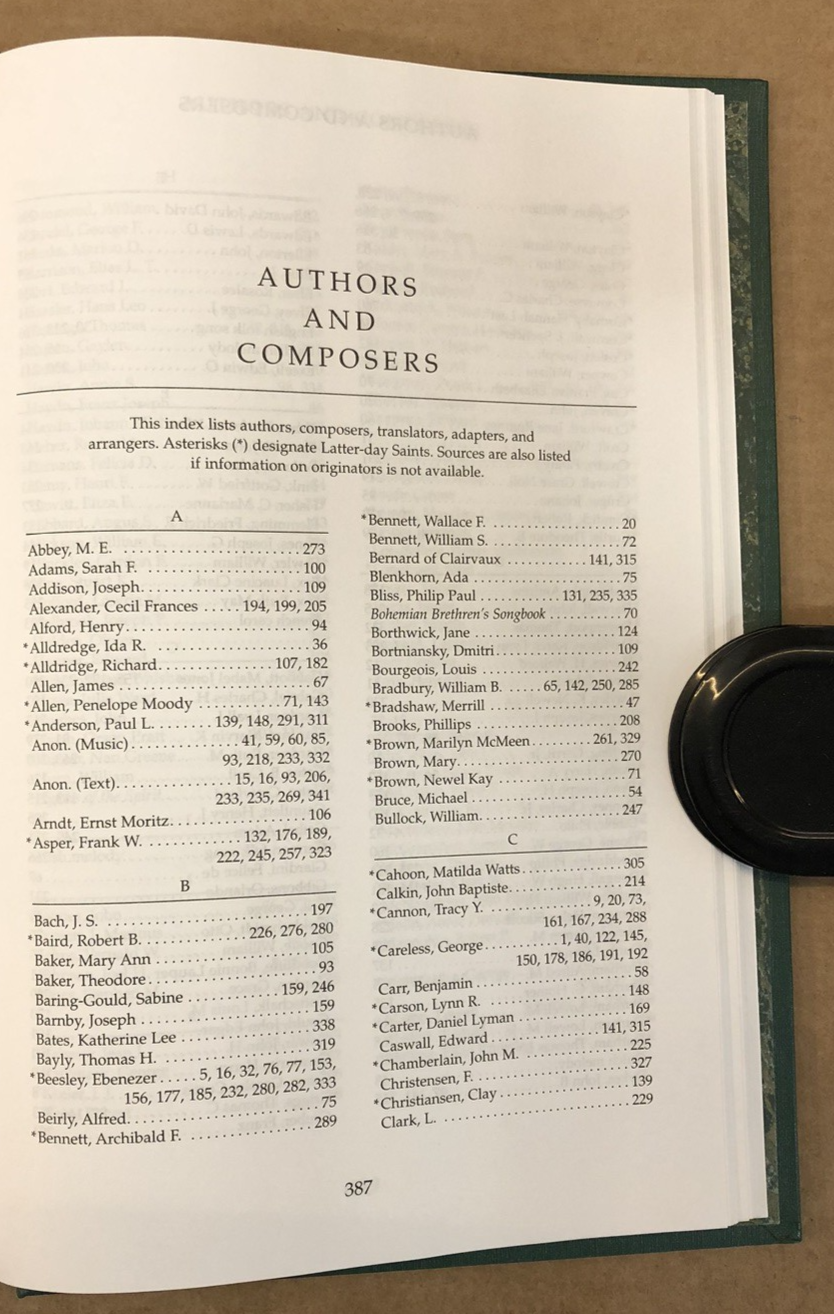 AUTHORS
AND
COMPOSERS
This index lists authors, composers, translators, adapters, and
arrangers. Asterisks (*) designate Latter-day Saints. Sources are also listed
if information on originators is not available.
A
Abbey, M. E. ........................ 273
Adams, Sarah F. .................... 100
Addison, Joseph.................... 109
Alexander, Cecil Frances ..... 194, 199, 205
Alford, Henry....................... 94
*Alldredge, Ida R. ................... 36
*Alldridge, Richard............. 107, 182
Allen, James ........................ 67
*Allen, Penelope Moody .......... 71, 143
*Anderson, Paul L. ....... 139, 148, 291, 311
Anon. (Music) ............. 41, 59, 60, 85,
93, 218, 233, 332
Anon. (Text).............. 15, 16, 93, 206,
233, 235, 269, 341
Arndt, Ernst Moritz................. 106
*Asper, Frank W. ........... 132, 176, 189,
222, 245, 257, 323
B
Bach, J. S. ......................... 197
*Baird, Robert B. ............ 226, 276, 280
Baker, Mary Ann .................... 105
Baker, Theodore..................... 93
Baring-Gould, Sabine ........... 159, 246
Barnby, Joseph ..................... 159
Bates, Katherine Lee ................ 338
Bayly, Thomas H. ................... 319
*Beesley, Ebenezer ..... 5, 16, 32, 76, 77, 153,
156, 177, 185, 232, 280, 282, 333
Beirly, Alfred........................ 75
*Bennett, Archibald F. ............... 289
*Bennett, Wallace F. .................. 20
Bennett, William S. .................. 72
Bernard of Clairvaux ........... 141, 315
Blenkhorn, Ada ..................... 75
Bliss, Philip Paul ........... 131, 235, 335
Bohemian Brethren's Songbook .......... 70
Borthwick, Jane .................... 124
Bortniansky, Dmitri................. 109
Bourgeois, Louis ................... 242
Bradbury, William B. ..... 65, 142, 250, 285
*Bradshaw, Merrill ................... 47
Brooks, Phillips .................... 208
*Brown, Marilyn McMeen......... 261, 329
Brown, Mary....................... 270
*Brown, Newel Kay .................. 71
Bruce, Michael ...................... 54
Bullock, William.................... 247
C
*Cahoon, Matilda Watts.............. 305
Calkin, John Baptiste................ 214
*Cannon, Tracy Y. .............. 9, 20, 73,
161, 167, 234, 288
*Careless, George........... 1, 40, 122, 145,
150, 178, 186, 191, 192
Carr, Benjamin ...................... 58
*Carson, Lynn R. ................... 148
*Carter, Daniel Lyman ............... 169
Caswall, Edward ............... 141, 315
*Chamberlain, John M. .............. 225
Christensen, F. ..................... 327
*Christiansen, Clay .................. 139
Clark, L. .......................... 229
387